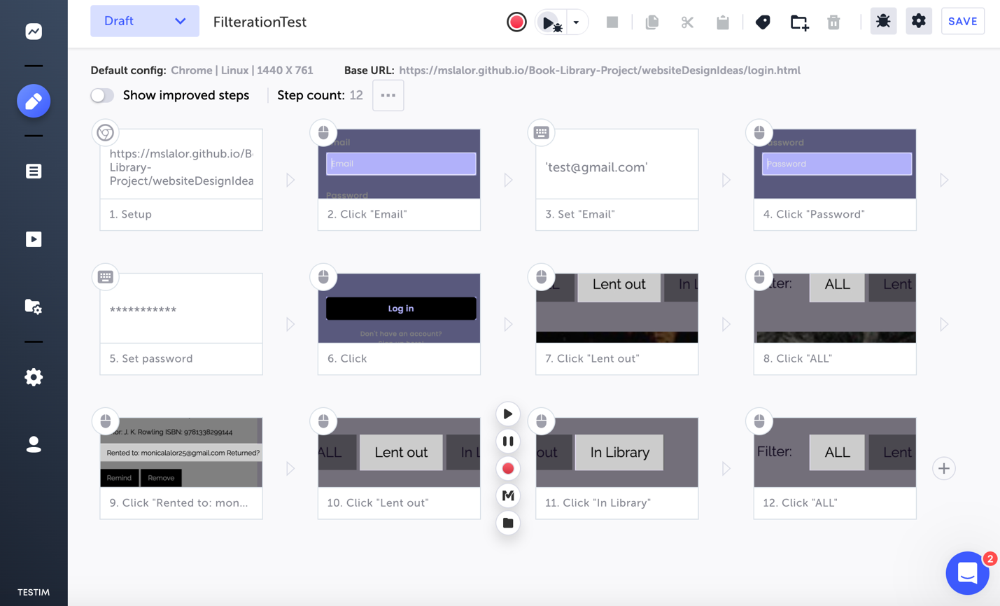 Draft
FilterationTest
SAVE
Default config: Chrome | Linux | 1440 X 761
Base URL: https://mslalor.github.io/Book-Library-Project/websiteDesignIdeas/login.html
Show improved steps
Step count: 12
https://mslalor.github.io/B
Library-
Project/websiteDesignIdea
1. Setup
mail
Email
Password
2. Click "Email"
'test@gmail.com'
3. Set "Email"
assword
Password
4. Click "Password"
***********
5. Set password
Log in
Don't have an account?
Sign up here!
6. Click
Lent out
In L
7. Click "Lent out"
lter:
ALL
Lent
8. Click "ALL"
or: J. K. Rowling ISBN: 9781338299144
Rented to: monicalalor25@gmail.com Returned?
Remind
Remove
9. Click "Rented to: mon...
ALL
Lent out
In L
10. Click "Lent out"
out
In Library
11. Click "In Library"
Filter:
ALL
Lent
12. Click "ALL"
2
TESTIM